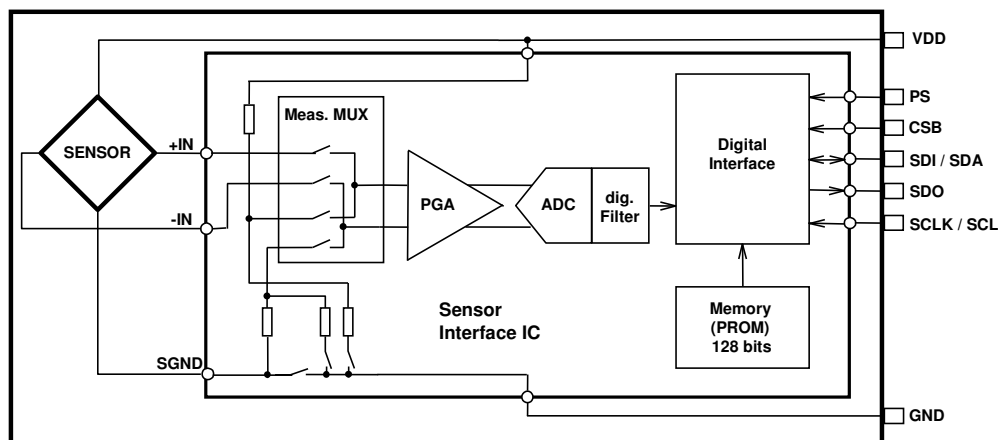 VDD
PS
CSB
SDI / SDA
SDO
SCLK / SCL
GND
SENSOR
+IN
-IN
SGND
Meas. MUX
PGA
ADC
dig.
Filter
Digital
Interface
Memory
(PROM)
128 bits
Sensor
Interface IC